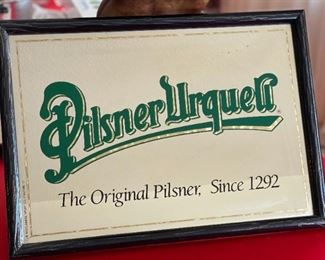 Pilsner Urquell
The Original Pilsner, Since 1292